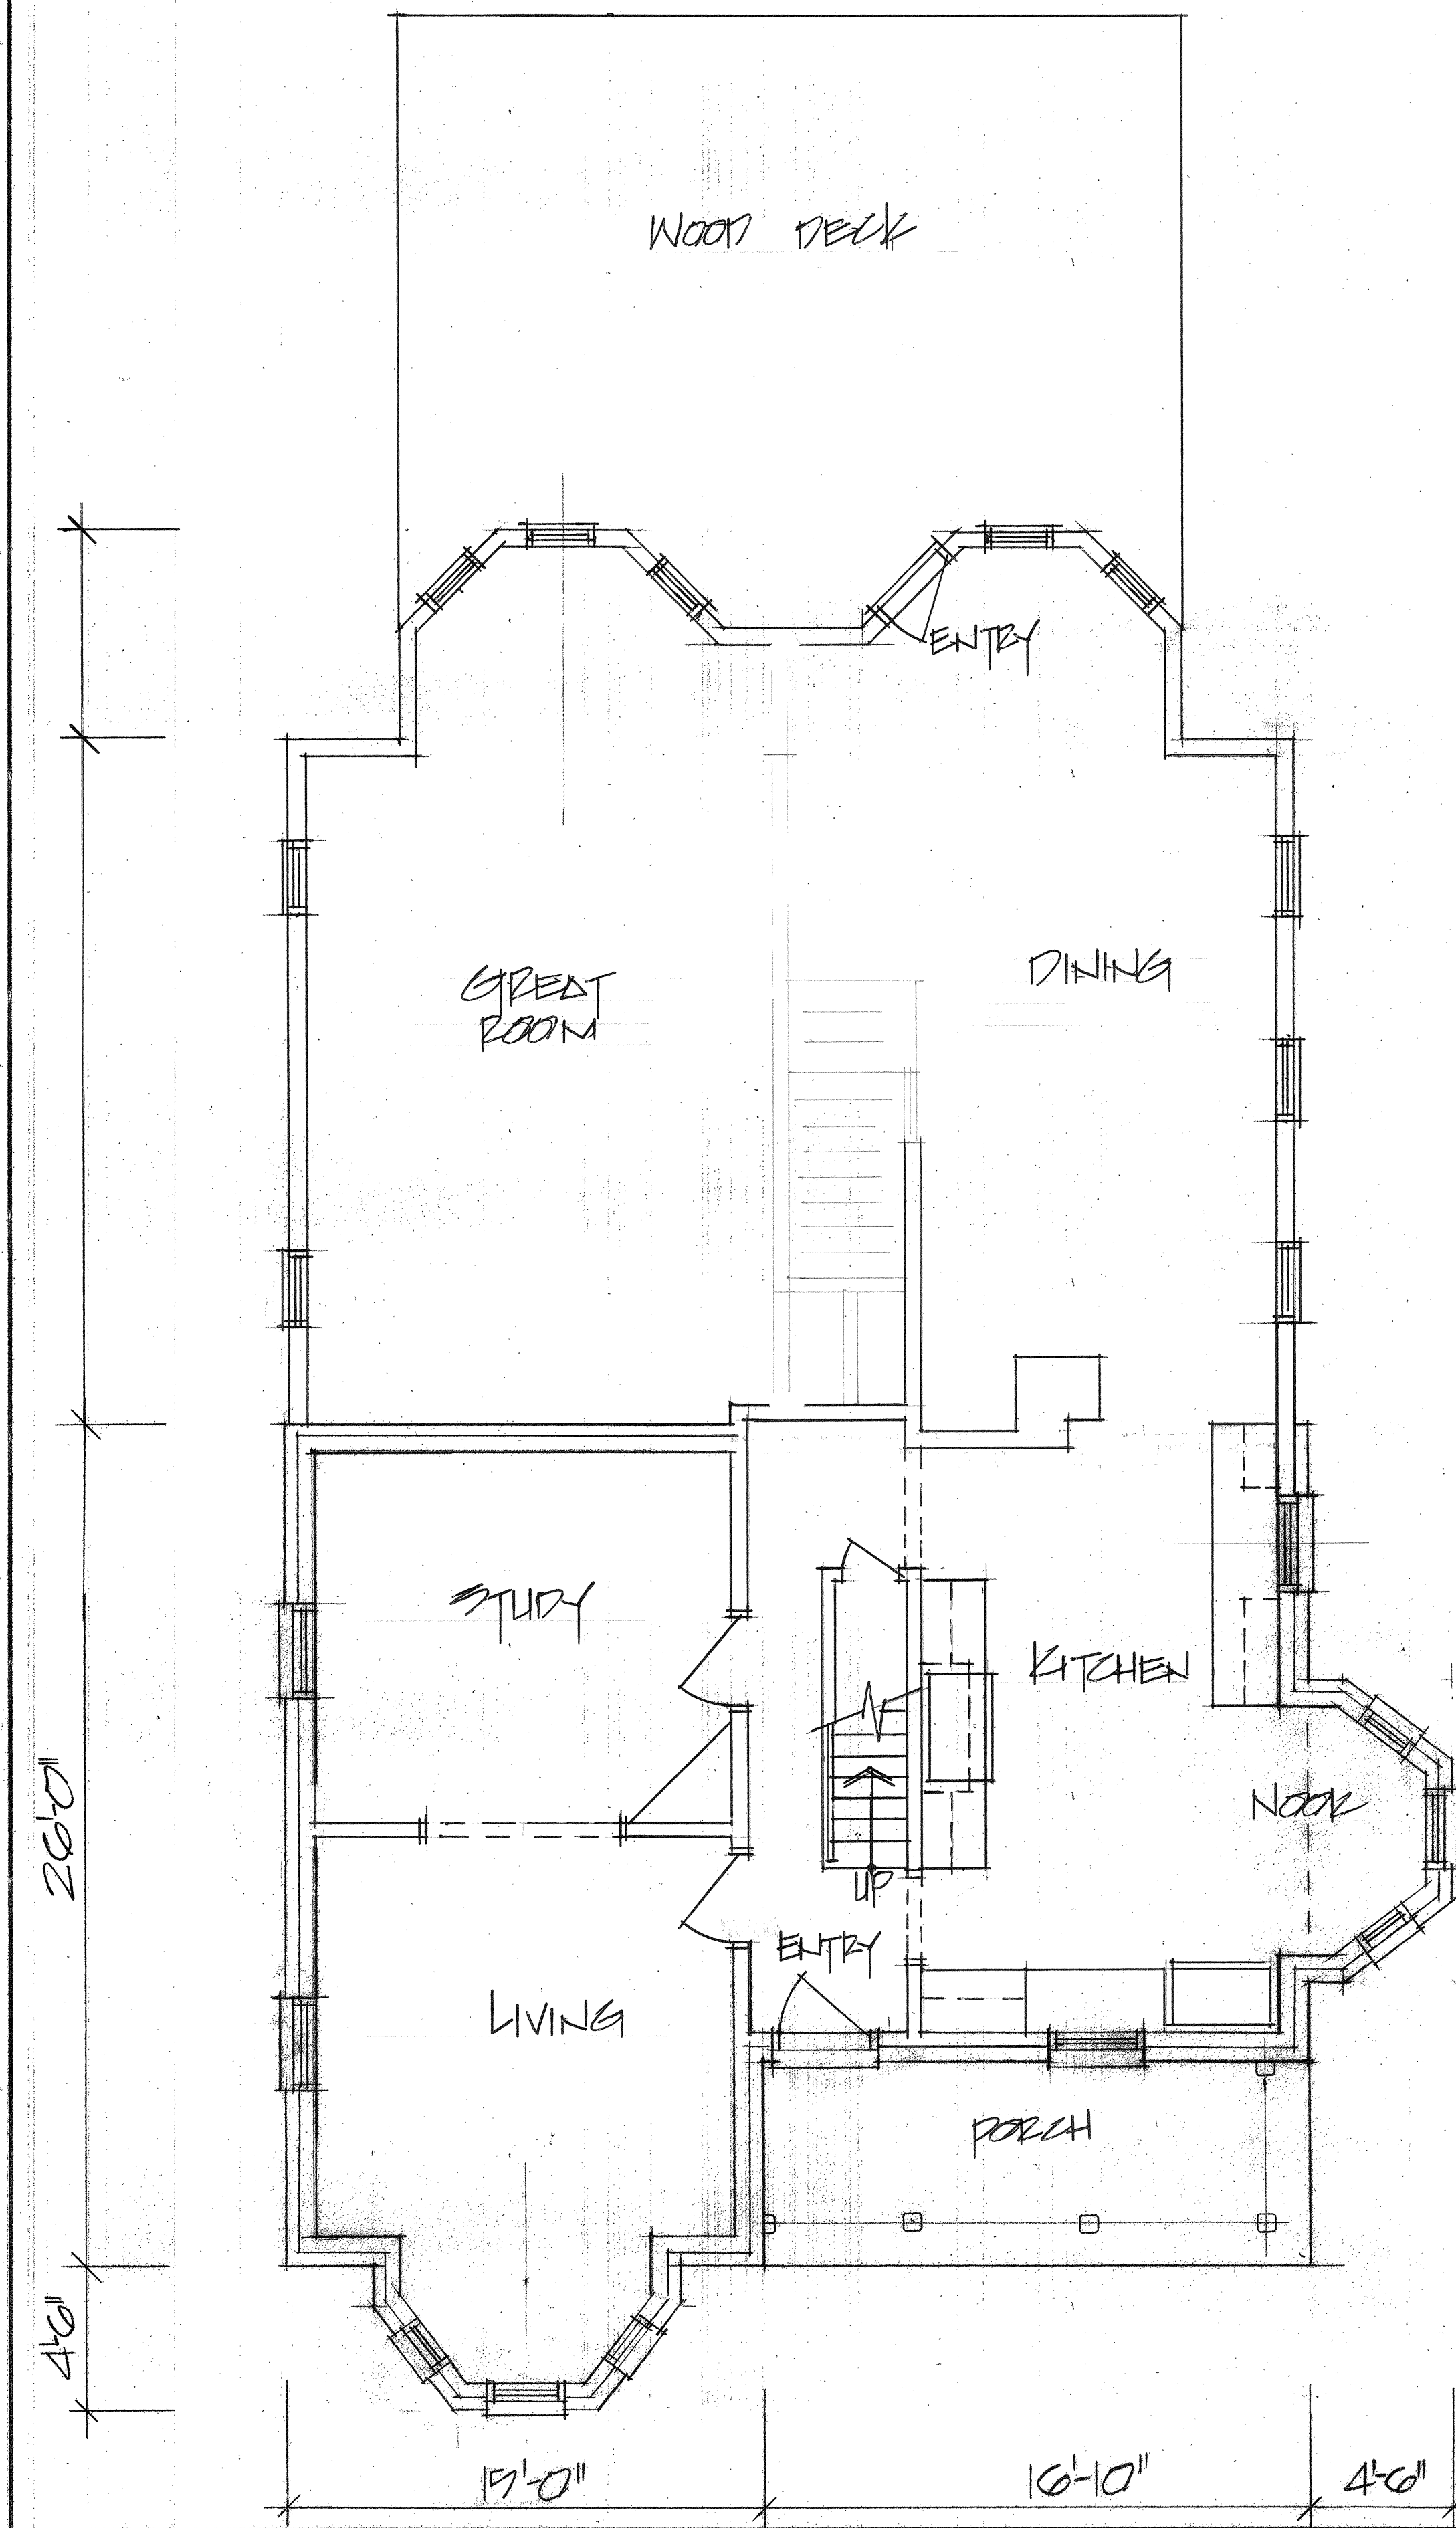 WOOD DECK
ENTRY
DINING
GREAT
ROOM
STUDY
KITCHEN
NOOK
26'-0"
UP
ENTRY
LIVING
PORCH
4'-6"
15'-0"
16'-10"
4'-6"